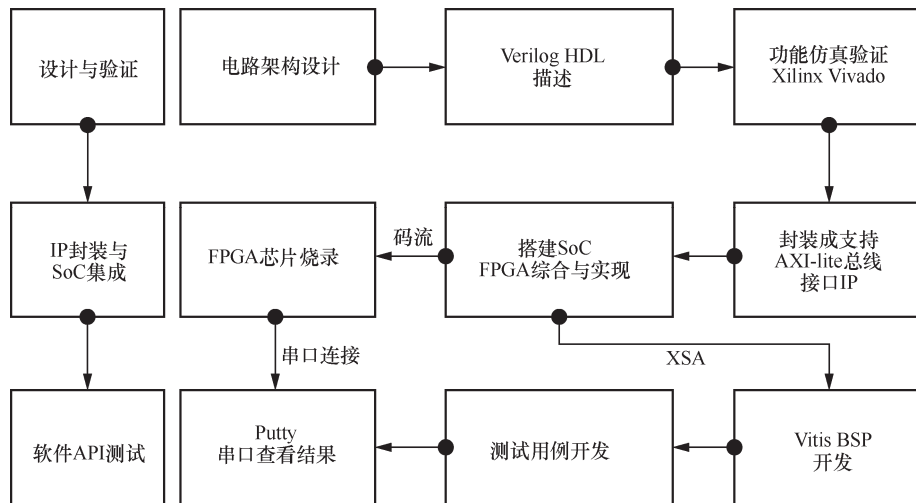 设计与验证
电路架构设计
Verilog HDL
描述
功能仿真验证
Xilinx Vivado
IP封装与
SoC集成
FPGA芯片烧录
码流
搭建SoC
FPGA综合与实现
封装成支持
AXI-lite总线
接口IP
串口连接
XSA
软件API测试
Putty
串口查看结果
测试用例开发
Vitis BSP
开发